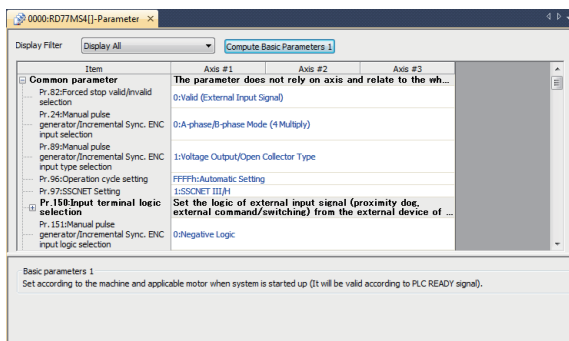 0000:RD77MS4[]-Parameter
Display Filter Display All Compute Basic Parameters 1
Item Axis #1 Axis #2 Axis #3
Common parameter The parameter does not rely on axis and relate to the wh...
Pr.82:Forced stop valid/invalid
selection
0:Valid (External Input Signal)
Pr.24:Manual pulse
generator/Incremental Sync. ENC
input selection
0:A-phase/B-phase Mode (4 Multiply)
Pr.89:Manual pulse
generator/Incremental Sync. ENC
input type selection
1:Voltage Output/Open Collector Type
Pr.96:Operation cycle setting FFFFh:Automatic Setting
Pr.97:SSCNET Setting 1:SSCNET III/H
Pr.150:Input terminal logic
selection
Set the logic of external input signal (proximity dog,
external command/switching) from the external device of ...
Pr.151:Manual pulse
generator/Incremental Sync. ENC
input logic selection
0:Negative Logic
Basic parameters 1
Set according to the machine and applicable motor when system is started up (It will be valid according to PLC READY signal).